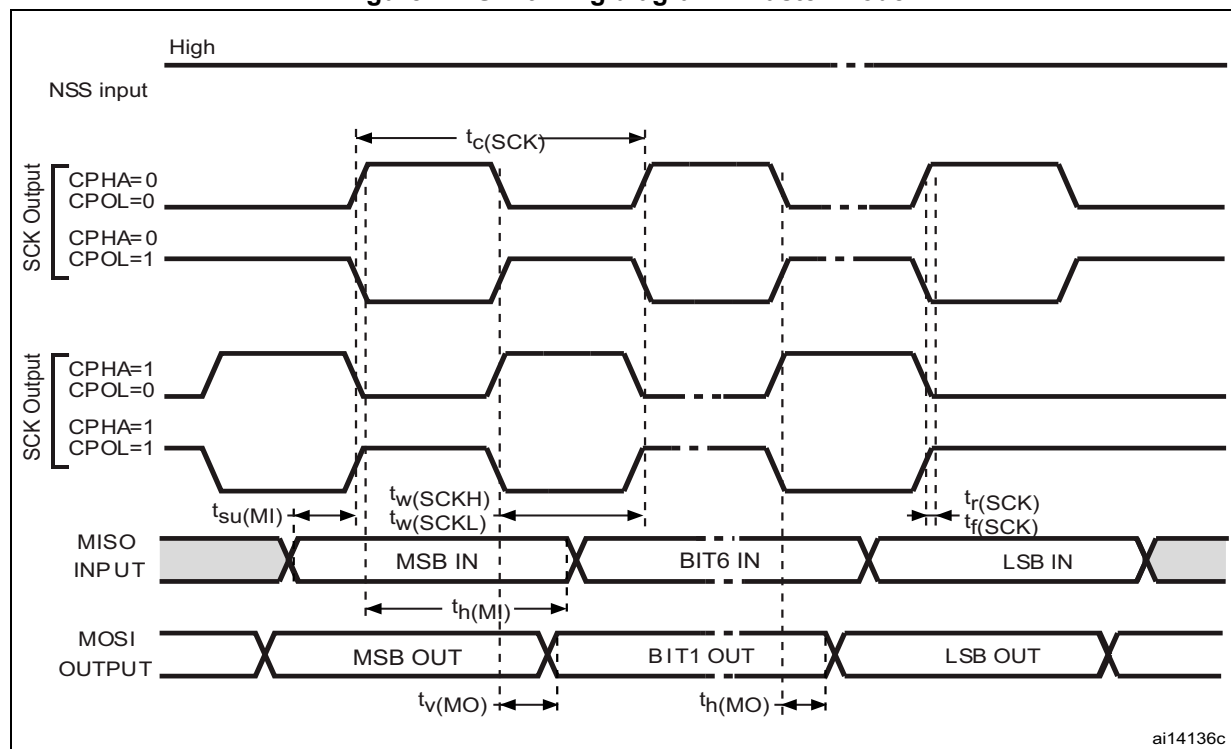 High
NSS input
tc(SCK)
SCK Output
CPHA=0
CPOL=0
CPHA=0
CPOL=1
SCK Output
CPHA=1
CPOL=0
CPHA=1
CPOL=1
tsu(MI)
tw(SCKH)
tw(SCKL)
tr(SCK)
tf(SCK)
MISO
INPUT
MSB IN
BIT6 IN
LSB IN
th(MI)
MOSI
OUTPUT
MSB OUT
BIT1 OUT
LSB OUT
tv(MO)
th(MO)
ai14136c